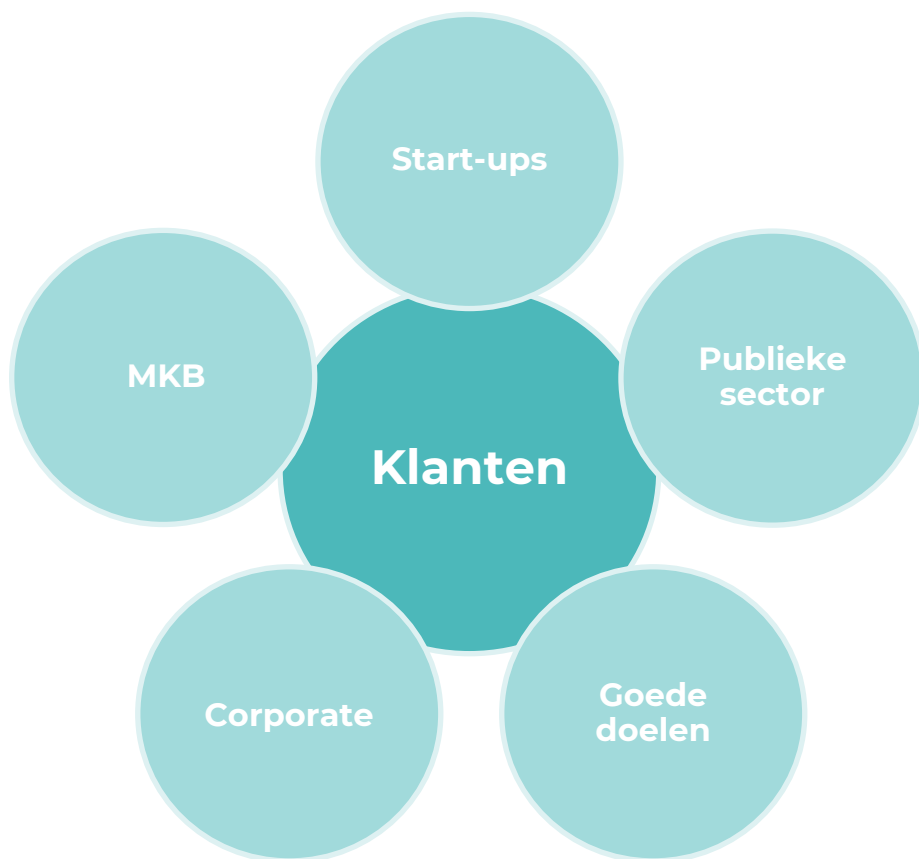 Start-ups
MKB
Publieke
sector
Klanten
Corporate
Goede
doelen